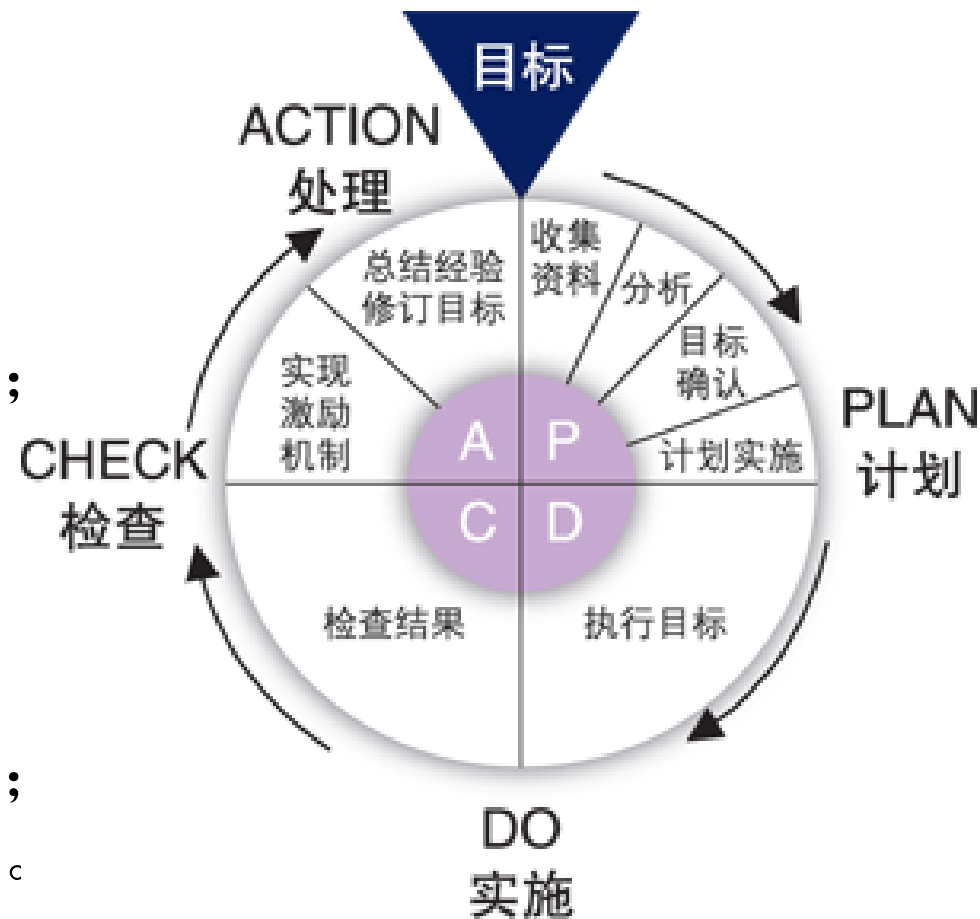 目标
ACTION
处理
收集
资料
分析
目标
确认
计划实施
PLAN
计划
执行目标
DO
实施
检查结果
CHECK
检查
实现
激励
机制
总结经验
修订目标
A
P
C
D
;
;